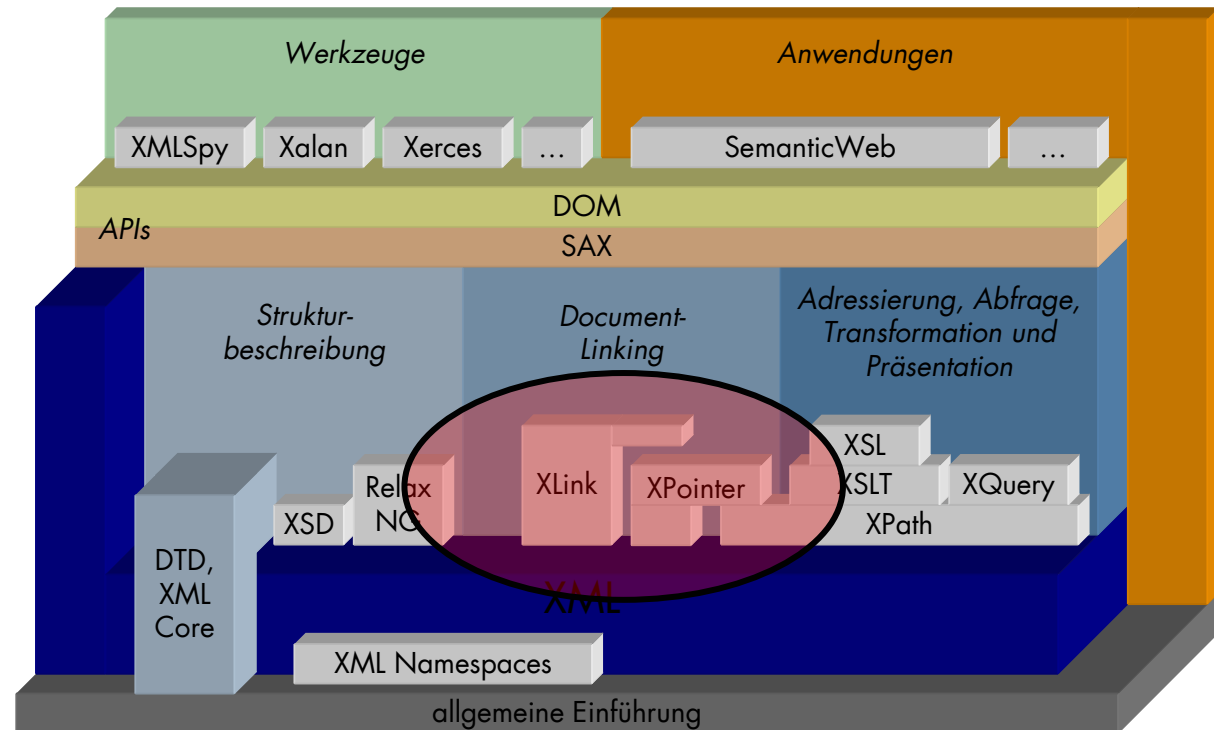 Werkzeuge
Anwendungen
XMLSpy
Xalan
Xerces
...
SemanticWeb
...
DOM
APIs
SAX
Struktur-
beschreibung
Document-
Linking
Adressierung, Abfrage,
Transformation und
Präsentation
XSL
XLink
XPointer
XSLT
XQuery
Relax
NG
XSD
XPath
DTD,
XML
Core
XML
XML Namespaces
allgemeine Einführung